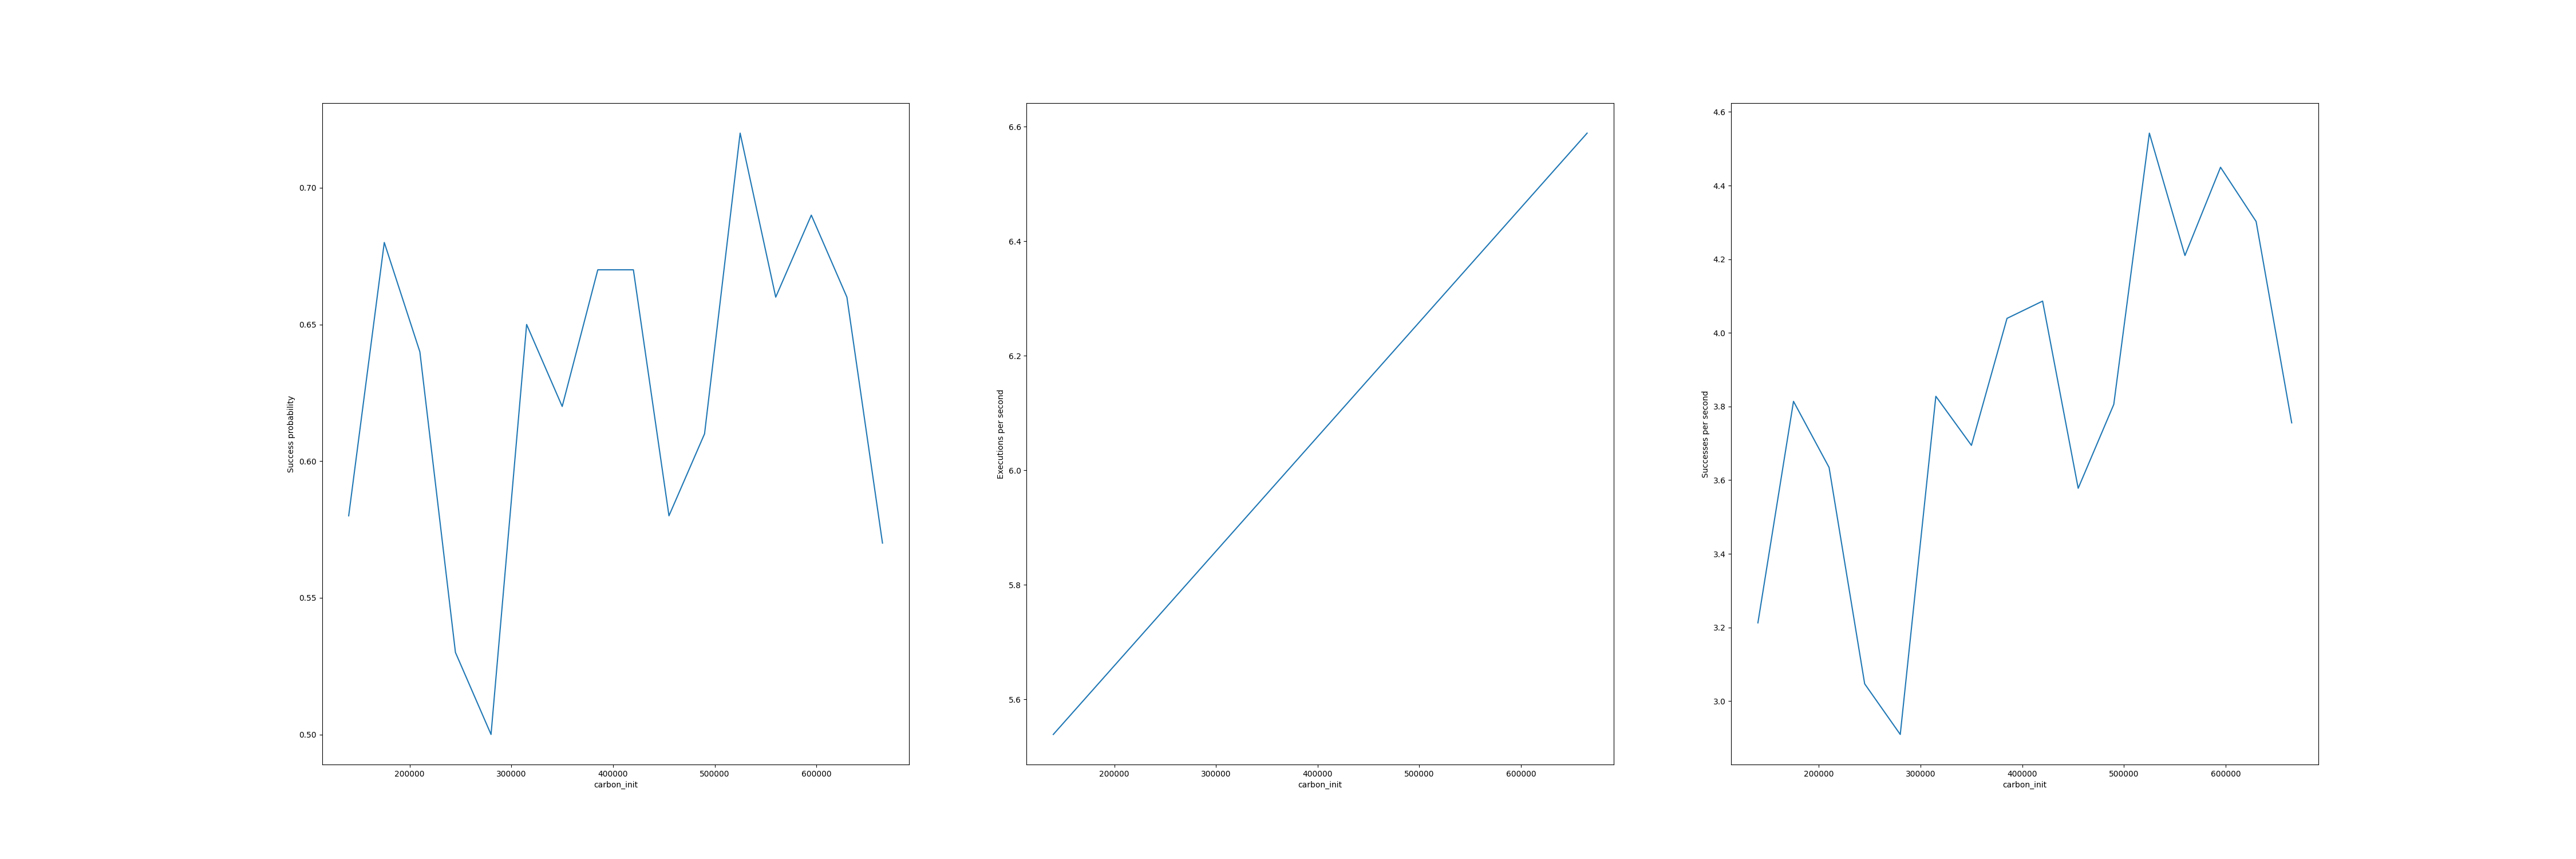 Success probability
0.70
0.65
0.60
0.55
0.50
200000 300000 400000 500000 600000
carbon_init
Executions per second
6.6
6.4
6.2
6.0
5.8
5.6
200000 300000 400000 500000 600000
carbon_init
Successes per second
4.6
4.4
4.2
4.0
3.8
3.6
3.4
3.2
3.0
200000 300000 400000 500000 600000
carbon_init